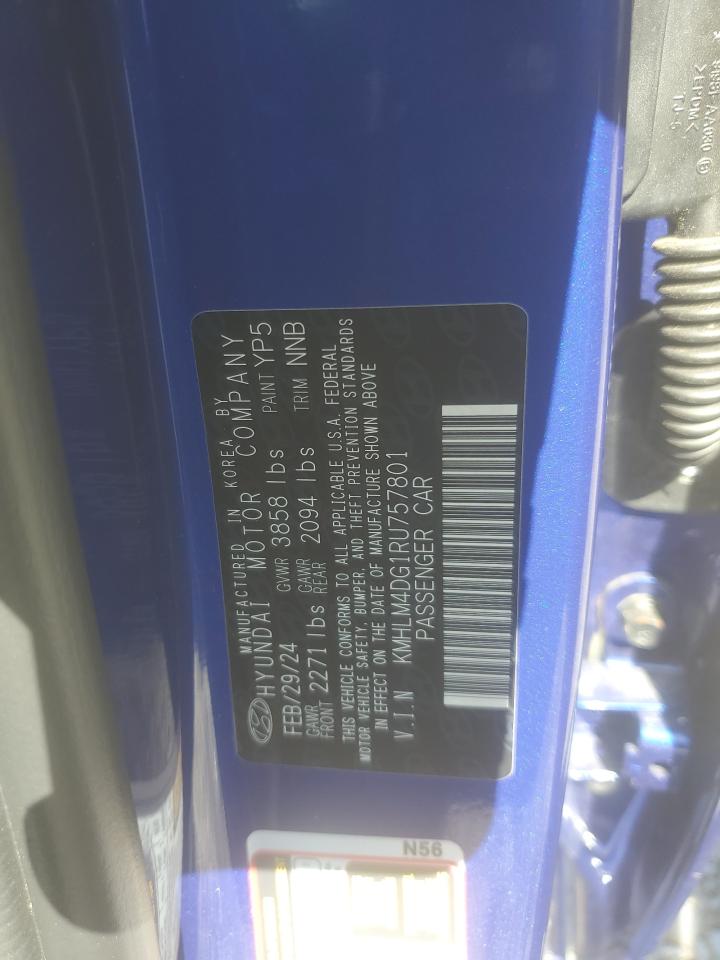 MANUFACTURED IN KOREA BY
HYUNDAI MOTOR COMPANY
FEB/29/24 GVWR 3858 lbs PAINT YP5
GAWR FRONT 2271 lbs GAWR REAR 2094 lbs TRIM NNB
THIS VEHICLE CONFORMS TO ALL APPLICABLE U.S.A. FEDERAL
MOTOR VEHICLE SAFETY, BUMPER, AND THEFT PREVENTION STANDARDS
IN EFFECT ON THE DATE OF MANUFACTURE SHOWN ABOVE
V.I.N KMHLM4DG1RU757801
PASSENGER CAR
N56
>EPDM<